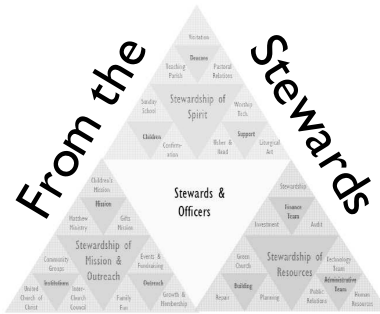 From the
Stewards
Visitation
Deacons
Teaching
Parish
Pastoral
Relations
Stewardship of
Spirit
Sunday
School
Worship
Tech.
Children
Support
Confirm-
ation
Usher &
Greet
Liturgical
Art
Stewards &
Officers
Children's
Mission
Mission
Matthew
Ministry
Gifts
Mission
Stewardship of
Mission &
Outreach
Community
Groups
Events &
Fundraising
Institutions
Outreach
United
Church of
Christ
Inter-
Church
Council
Family
Fun
Growth &
Membership
Stewardship
Finance
Team
Investment
Audit
Stewardship of
Resources
Green
Church
Technology
Team
Building
Administrative
Team
Repair
Planning
Public
Relations
Human
Resources